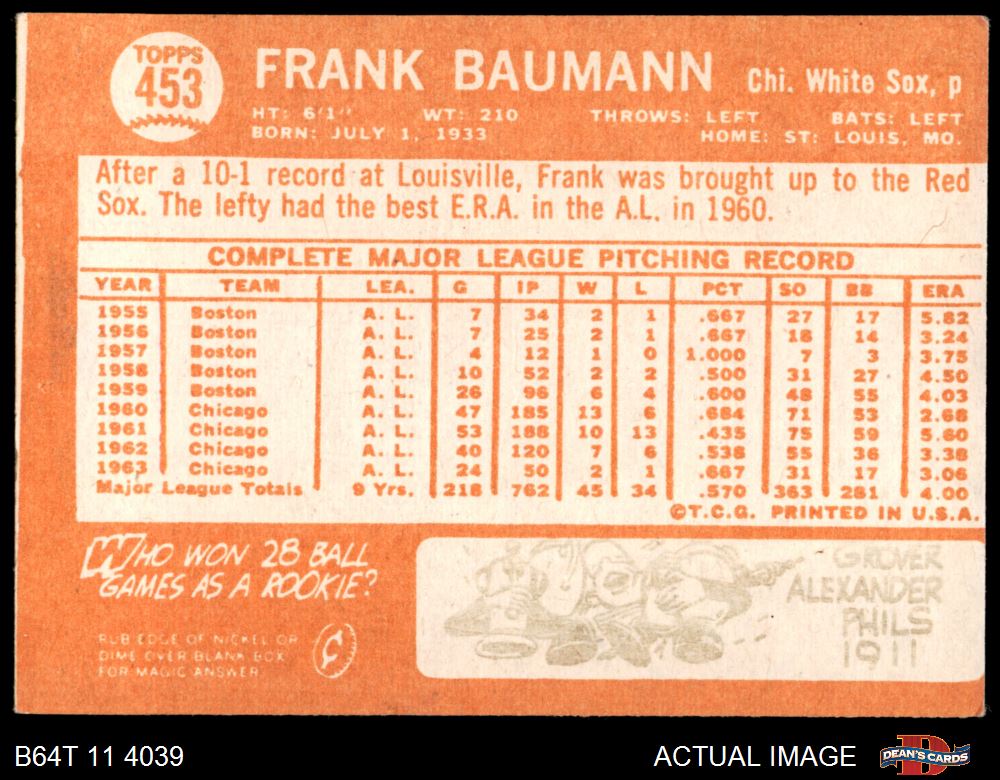 TOPPS
453
FRANK BAUMANN Chi. White Sox, p
HT: 6'1" WT: 210 THROWS: LEFT BATS: LEFT
BORN: JULY 1, 1933 HOME: ST. LOUIS, MO.
After a 10-1 record at Louisville, Frank was brought up to the Red
Sox. The lefty had the best E.R.A. in the A.L. in 1960.
COMPLETE MAJOR LEAGUE PITCHING RECORD
YEAR TEAM LEA. G IP W L PCT SO BB ERA
1955 Boston A. L. 7 34 2 1 .667 27 17 5.82
1956 Boston A. L. 7 25 2 1 .667 18 14 3.24
1957 Boston A. L. 4 12 1 0 1.000 7 3 3.75
1958 Boston A. L. 10 52 2 2 .500 31 27 4.50
1959 Boston A. L. 26 96 6 4 .600 48 55 4.03
1960 Chicago A. L. 47 185 13 6 .684 71 53 2.68
1961 Chicago A. L. 53 188 10 13 .435 75 59 5.60
1962 Chicago A. L. 40 120 7 6 .538 55 36 3.38
1963 Chicago A. L. 24 50 2 1 .667 31 17 3.06
Major League Totals 9 Yrs. 218 762 45 34 .570 363 281 4.00
©T.C.G. PRINTED IN U.S.A.
WHO WON 28 BALL
GAMES AS A ROOKIE?
RUB EDGE OF NICKEL OR
DIME OVER BLANK BOX
FOR MAGIC ANSWER
GROVER
ALEXANDER
PHILS
1911
B64T 11 4039 ACTUAL IMAGE DEAN'S CARDS